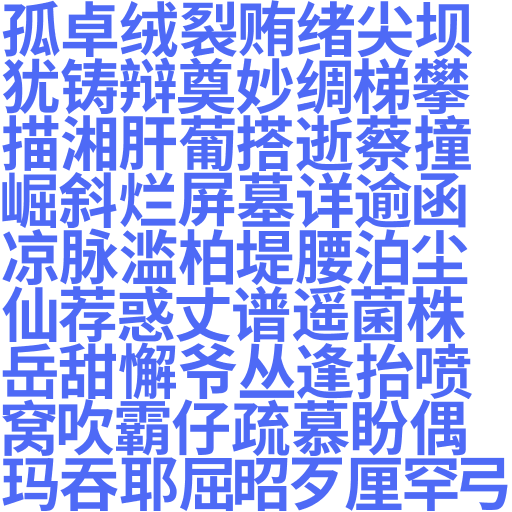 孤卓绒裂贿绪尖坝
犹铸辩奠妙绸梯攀
描湘肝葡搭逝蔡撞
崛斜烂屏墓详逾函
凉脉滥柏堤腰泊尘
仙荐惑丈谱遥菌株
岳甜懈爷丛逢抬喷
窝吹霸仔疏慕盼偶
玛吞耶屈昭歹厘罕弓